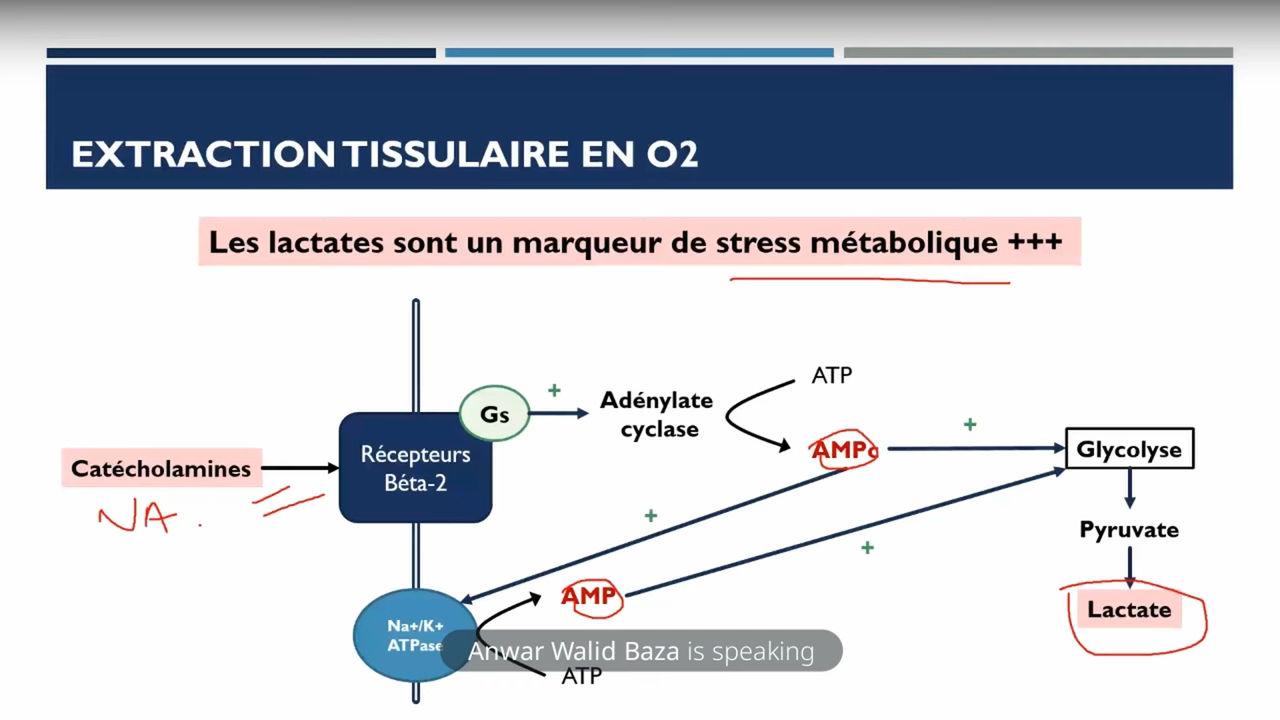 EXTRACTION TISSULAIRE EN O2
Les lactates sont un marqueur de stress métabolique +++
ATP
Gs
+
Adénylate
cyclase
+
AMPc
Glycolyse
Récepteurs
Béta-2
Catécholamines
NA.
+
+
Pyruvate
AMP
Lactate
Na+/K+
ATPase
Anwar Walid Baza is speaking
ATP